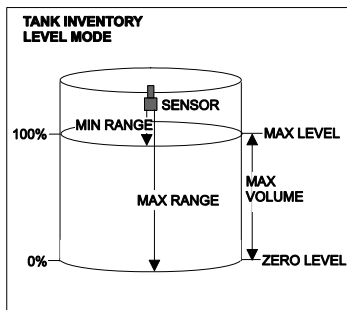 TANK INVENTORY
LEVEL MODE
SENSOR
MIN RANGE
100%
MAX LEVEL
MAX
VOLUME
MAX RANGE
0%
ZERO LEVEL